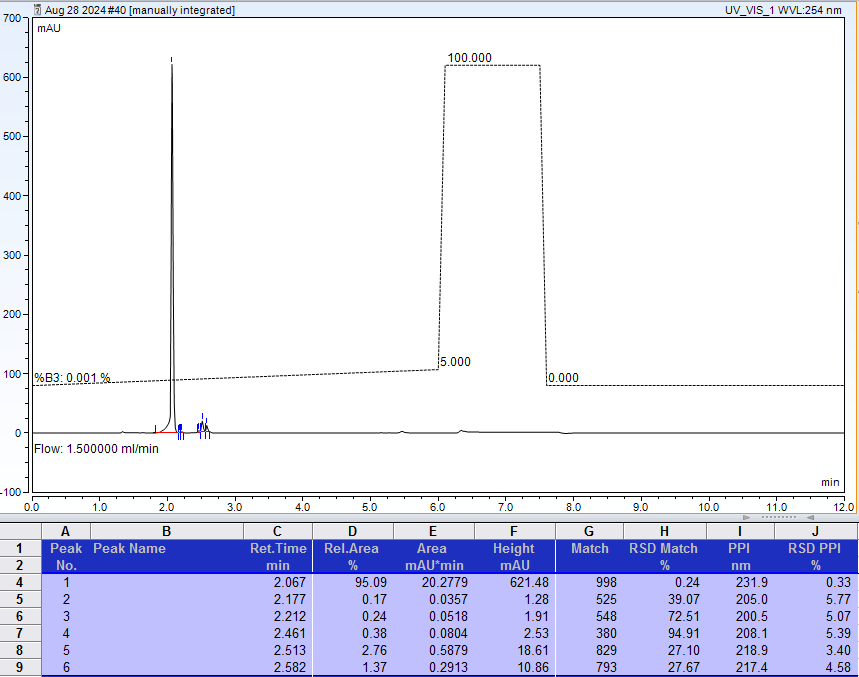 Aug 28 2024 #40 [manually integrated]
UV_VIS_1 WVL:254 nm
700
mAU
100.000
600
500
400
300
200
5.000
100
%B3: 0.001 %
0.000
0
Flow: 1.500000 ml/min
min
-100
0.0 1.0 2.0 3.0 4.0 5.0 6.0 7.0 8.0 9.0 10.0 11.0 12.0
A B C D E F G H I J
1 Peak Peak Name Ret.Time Rel.Area Area Height Match RSD Match PPI RSD PPI
2 No. min % mAU*min mAU % nm %
4 1 2.067 95.09 20.2779 621.48 998 0.24 231.9 0.33
5 2 2.177 0.17 0.0357 1.28 525 39.07 205.0 5.77
6 3 2.212 0.24 0.0518 1.91 548 72.51 200.5 5.07
7 4 2.461 0.38 0.0804 2.53 380 94.91 208.1 5.39
8 5 2.513 2.76 0.5879 18.61 829 27.10 218.9 3.40
9 6 2.582 1.37 0.2913 10.86 793 27.67 217.4 4.58